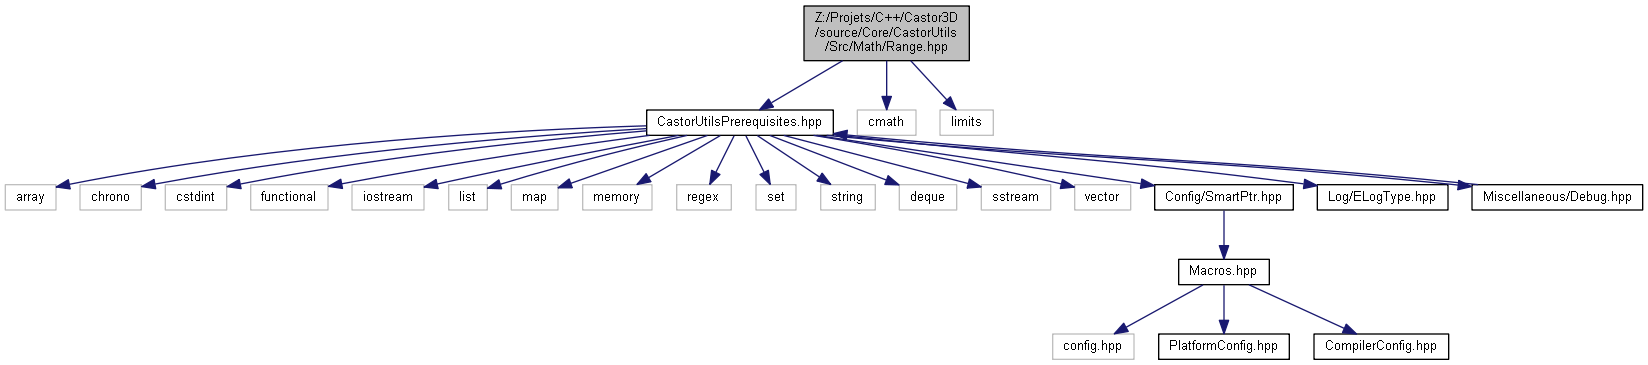 Z:/Projets/C++/Castor3D
/source/Core/CastorUtils
/Src/Math/Range.hpp
CastorUtilsPrerequisites.hpp
cmath
limits
array
chrono
cstdint
functional
iostream
list
map
memory
regex
set
string
deque
sstream
vector
Config/SmartPtr.hpp
Log/ELogType.hpp
Miscellaneous/Debug.hpp
Macros.hpp
config.hpp
PlatformConfig.hpp
CompilerConfig.hpp